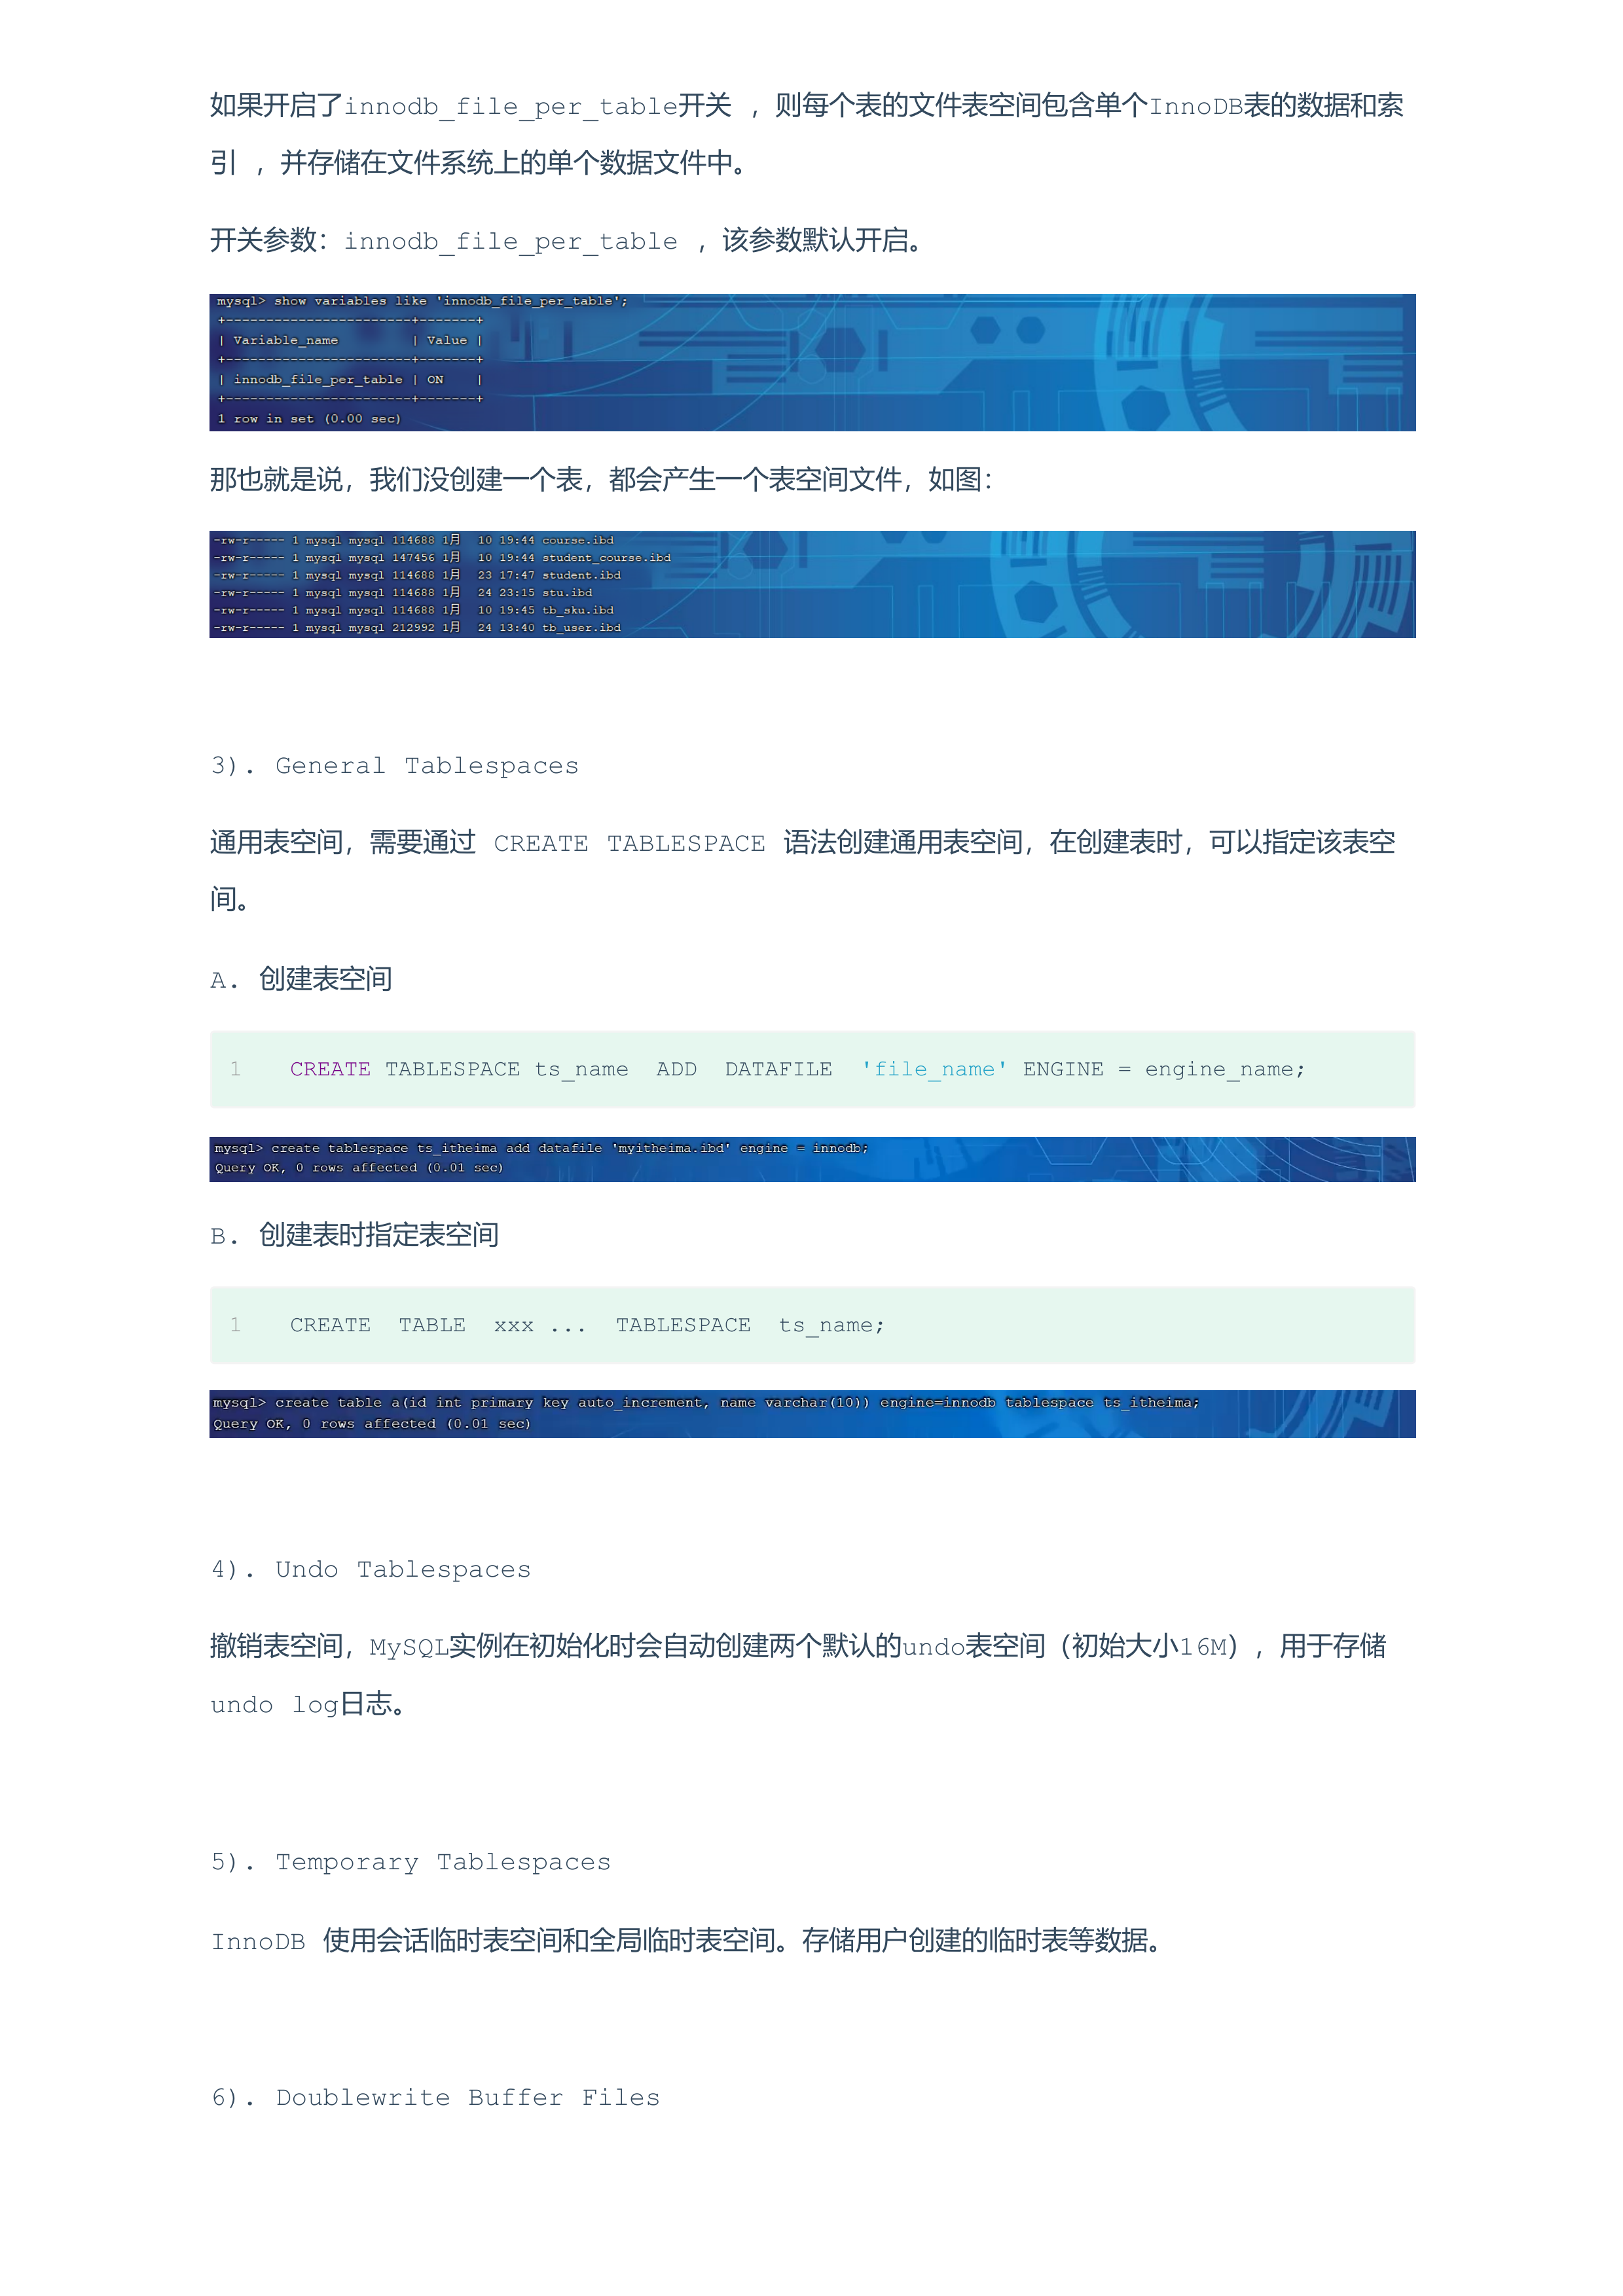 如果开启了innodb_file_per_table开关 ，则每个表的文件表空间包含单个InnoDB表的数据和索
引 ，并存储在文件系统上的单个数据文件中。
开关参数：innodb_file_per_table ，该参数默认开启。
mysql> show variables like 'innodb_file_per_table';
+-----------------------+-------+
| Variable_name         | Value |
+-----------------------+-------+
| innodb_file_per_table | ON    |
+-----------------------+-------+
1 row in set (0.00 sec)
那也就是说，我们没创建一个表，都会产生一个表空间文件，如图：
-rw-r----- 1 mysql mysql 114688 1月  10 19:44 course.ibd
-rw-r----- 1 mysql mysql 147456 1月  10 19:44 student_course.ibd
-rw-r----- 1 mysql mysql 114688 1月  23 17:47 student.ibd
-rw-r----- 1 mysql mysql 114688 1月  24 23:15 stu.ibd
-rw-r----- 1 mysql mysql 114688 1月  10 19:45 tb_sku.ibd
-rw-r----- 1 mysql mysql 212992 1月  24 13:40 tb_user.ibd
3). General Tablespaces
通用表空间，需要通过 CREATE TABLESPACE 语法创建通用表空间，在创建表时，可以指定该表空
间。
A. 创建表空间
1 CREATE TABLESPACE ts_name  ADD  DATAFILE  'file_name' ENGINE = engine_name;
mysql> create tablespace ts_itheima add datafile 'myitheima.ibd' engine = innodb;
Query OK, 0 rows affected (0.01 sec)
B. 创建表时指定表空间
1 CREATE  TABLE  xxx ...  TABLESPACE  ts_name;
mysql> create table a(id int primary key auto_increment, name varchar(10)) engine=innodb tablespace ts_itheima;
Query OK, 0 rows affected (0.01 sec)
4). Undo Tablespaces
撤销表空间，MySQL实例在初始化时会自动创建两个默认的undo表空间（初始大小16M），用于存储
undo log日志。
5). Temporary Tablespaces
InnoDB 使用会话临时表空间和全局临时表空间。存储用户创建的临时表等数据。
6). Doublewrite Buffer Files